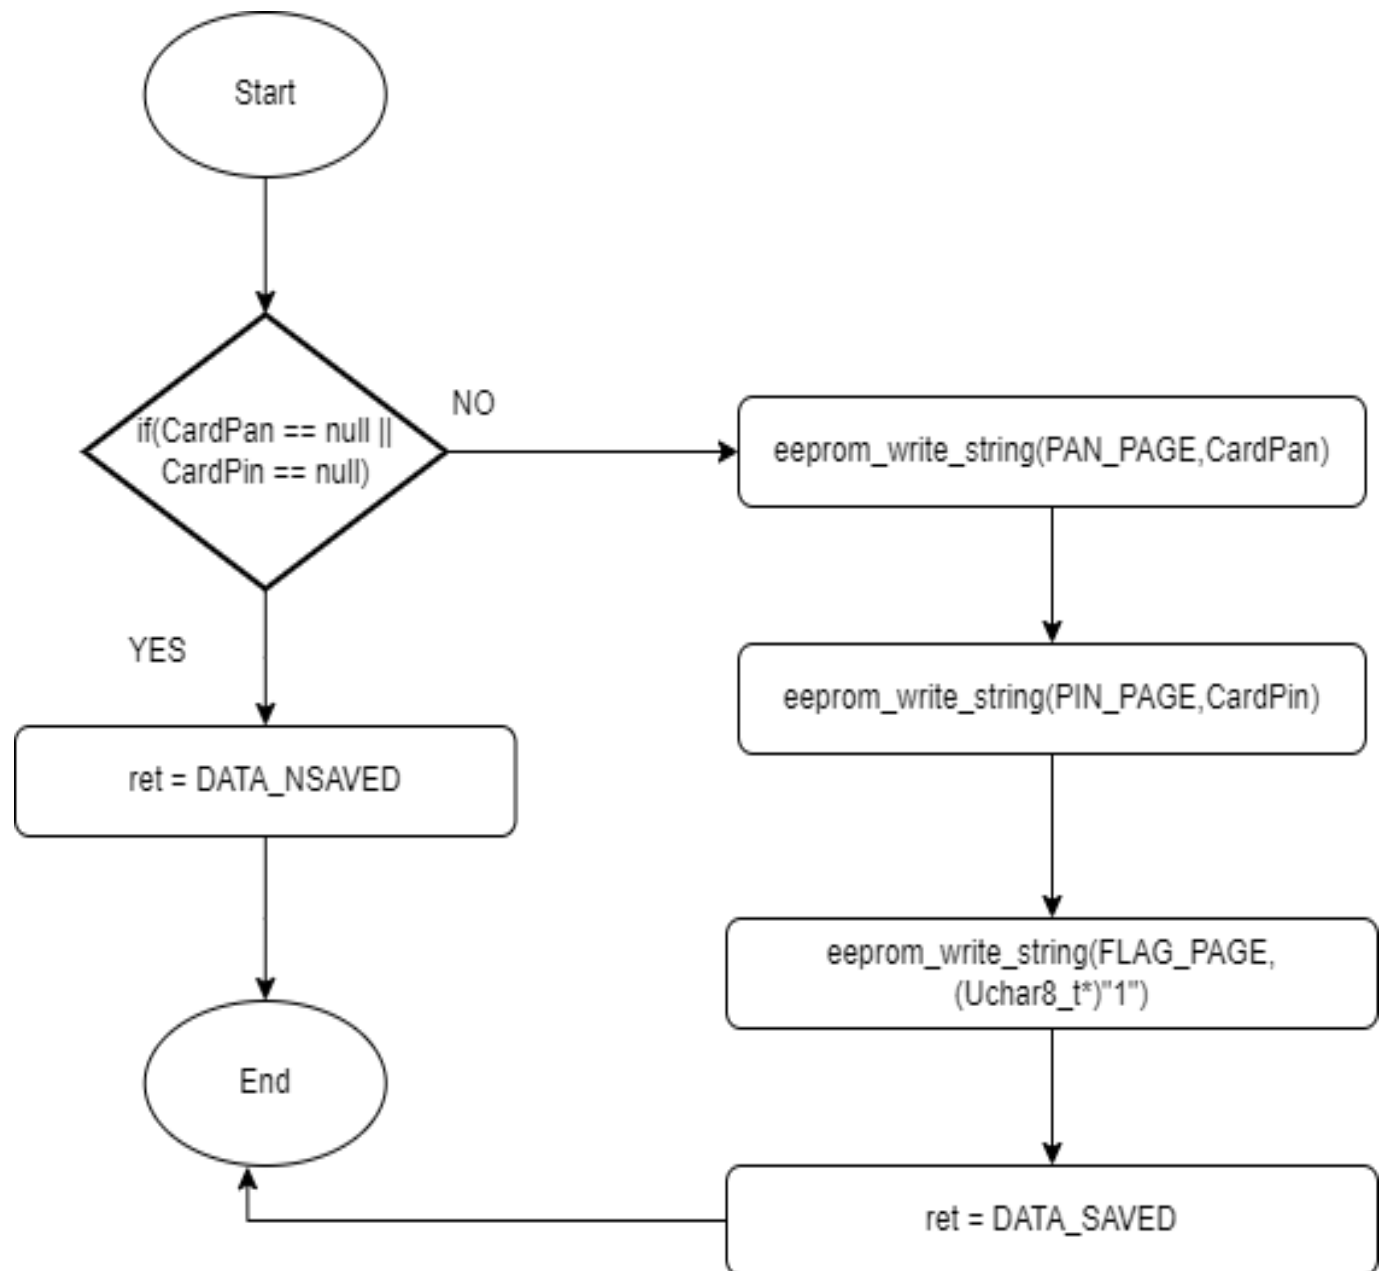 Start
if(CardPan == null ||
CardPin == null)
NO
eeprom_write_string(PAN_PAGE,CardPan)
eeprom_write_string(PIN_PAGE,CardPin)
YES
ret = DATA_NSAVED
eeprom_write_string(FLAG_PAGE,
(Uchar8_t*)"1")
End
ret = DATA_SAVED